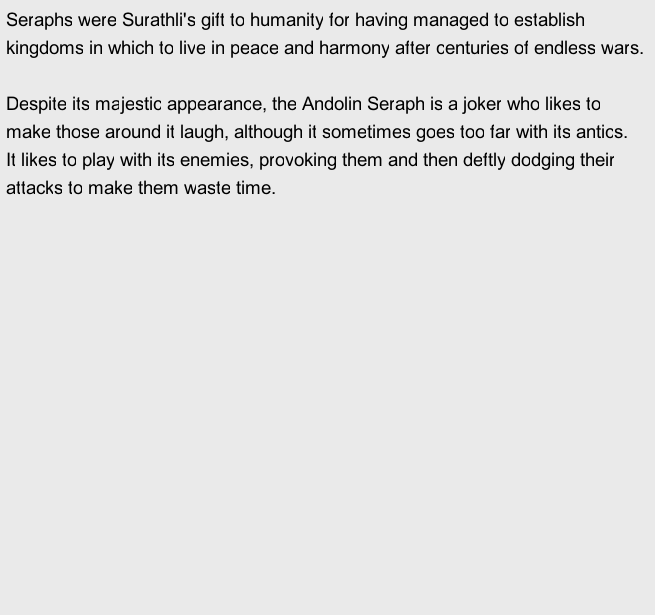 Seraphs were Surathli's gift to humanity for having managed to establish
kingdoms in which to live in peace and harmony after centuries of endless wars.

Despite its majestic appearance, the Andolin Seraph is a joker who likes to
make those around it laugh, although it sometimes goes too far with its antics.
It likes to play with its enemies, provoking them and then deftly dodging their
attacks to make them waste time.